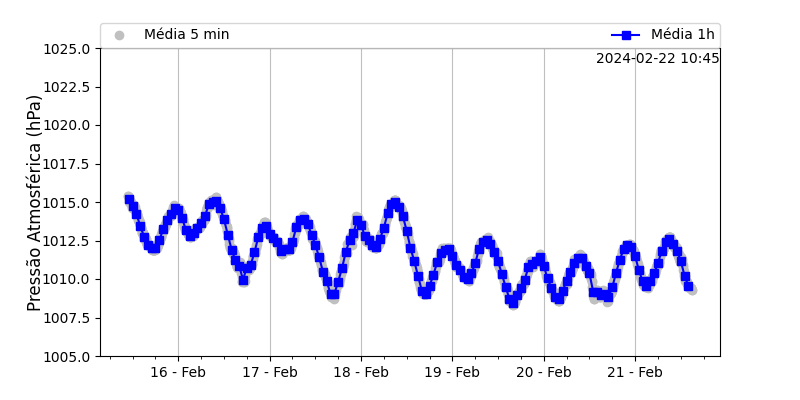 Média 5 min
Média 1h
2024-02-22 10:45
Pressão Atmosférica (hPa)
1025.0
1022.5
1020.0
1017.5
1015.0
1012.5
1010.0
1007.5
1005.0
16 - Feb
17 - Feb
18 - Feb
19 - Feb
20 - Feb
21 - Feb